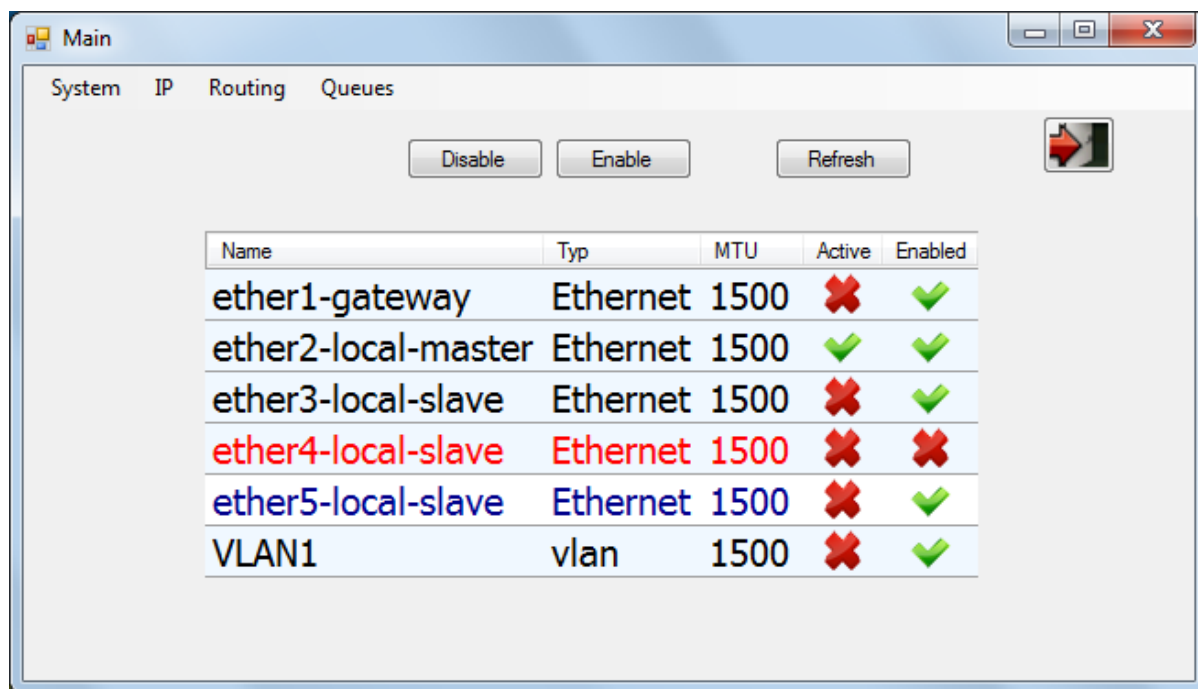 Main
System IP Routing Queues
Disable Enable Refresh
Name Typ MTU Active Enabled
ether1-gateway Ethernet 1500
ether2-local-master Ethernet 1500
ether3-local-slave Ethernet 1500
ether4-local-slave Ethernet 1500
ether5-local-slave Ethernet 1500
VLAN1 vlan 1500